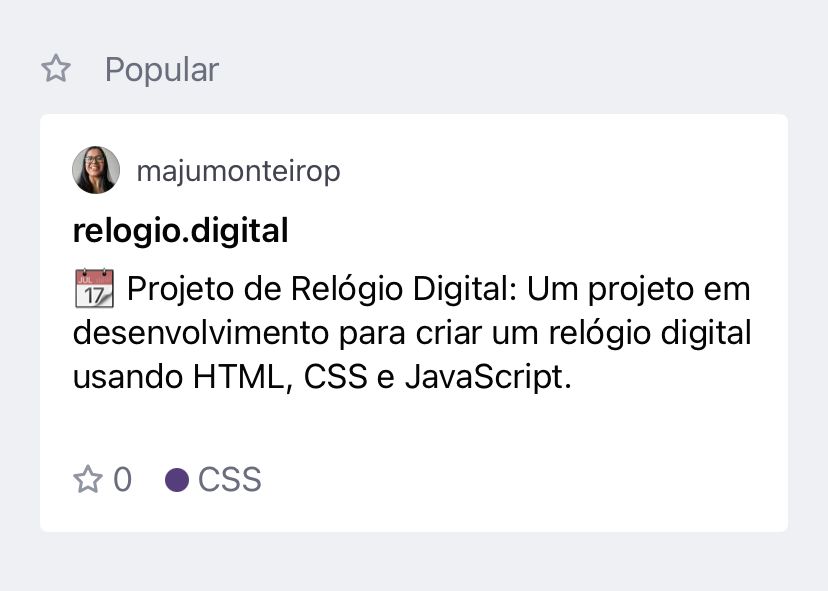 Popular
majumonteirop
relogio.digital
📅 Projeto de Relógio Digital: Um projeto em
desenvolvimento para criar um relógio digital
usando HTML, CSS e JavaScript.
0 CSS